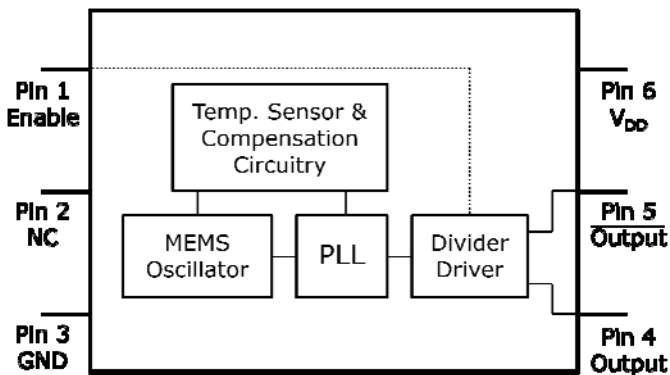 Pin 1
Enable
Pin 2
NC
Pin 3
GND
Temp. Sensor &
Compensation
Circuitry
MEMS
Oscillator
PLL
Divider
Driver
Pin 6
VDD
Pin 5
Output
Pin 4
Output